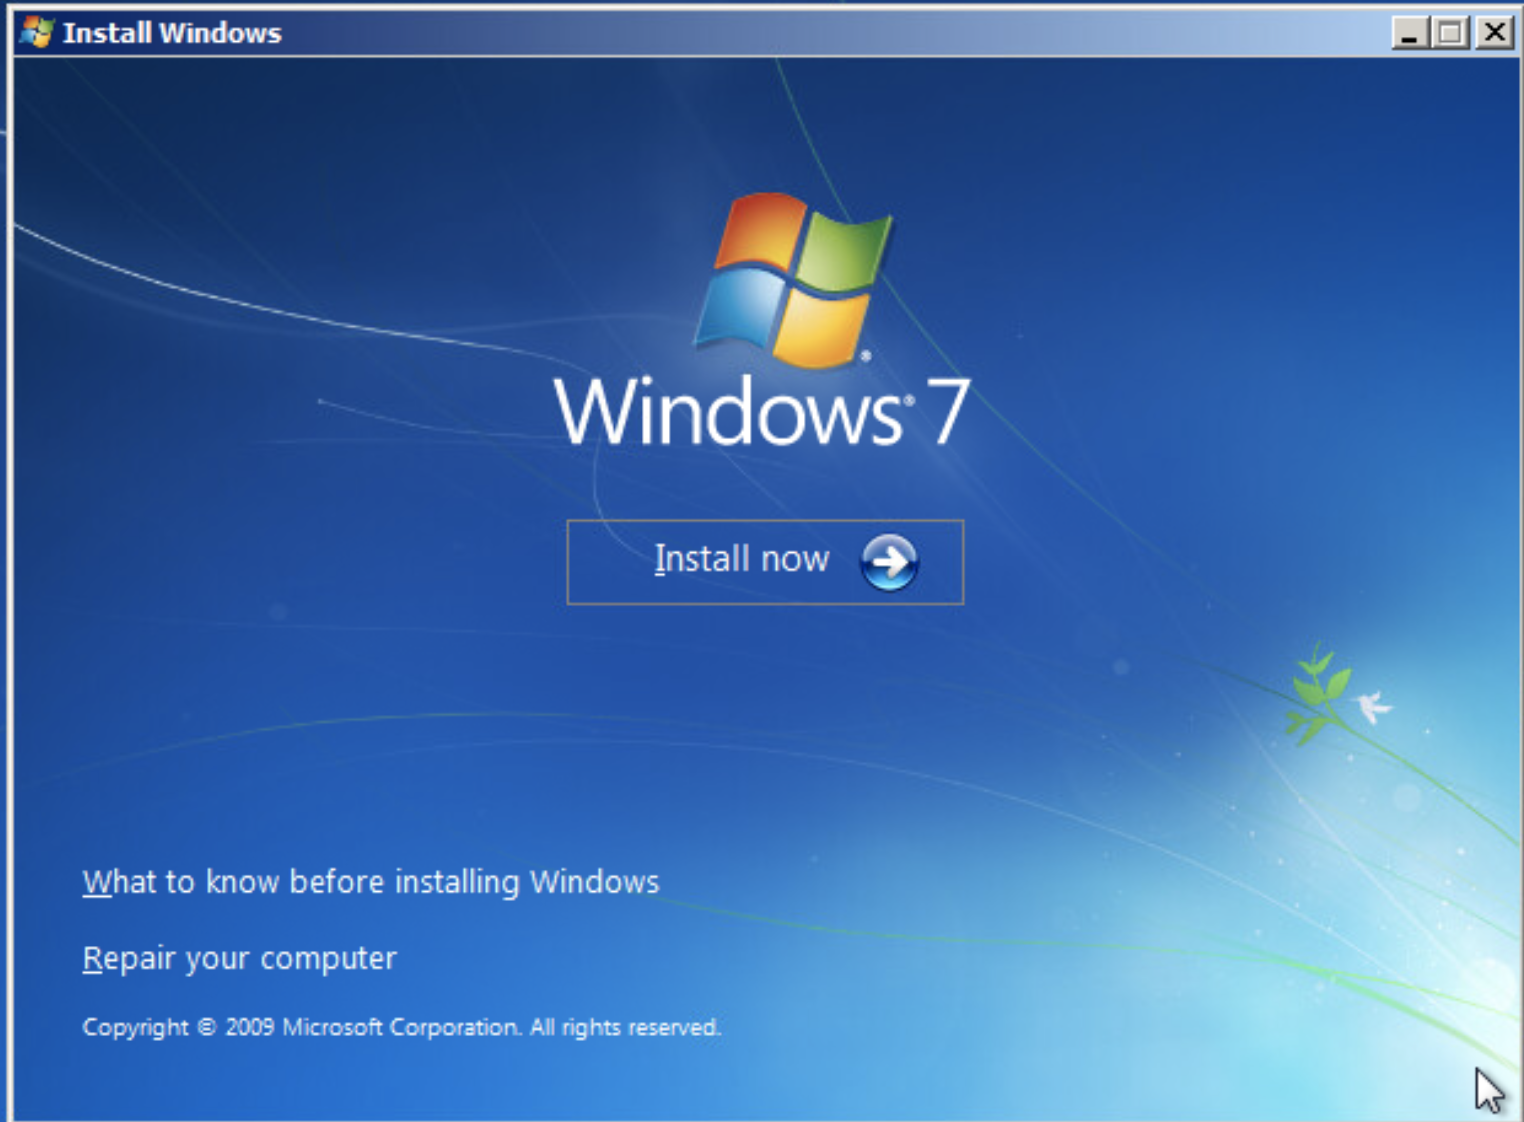 Install Windows
Windows® 7
Install now
What to know before installing Windows
Repair your computer
Copyright © 2009 Microsoft Corporation. All rights reserved.